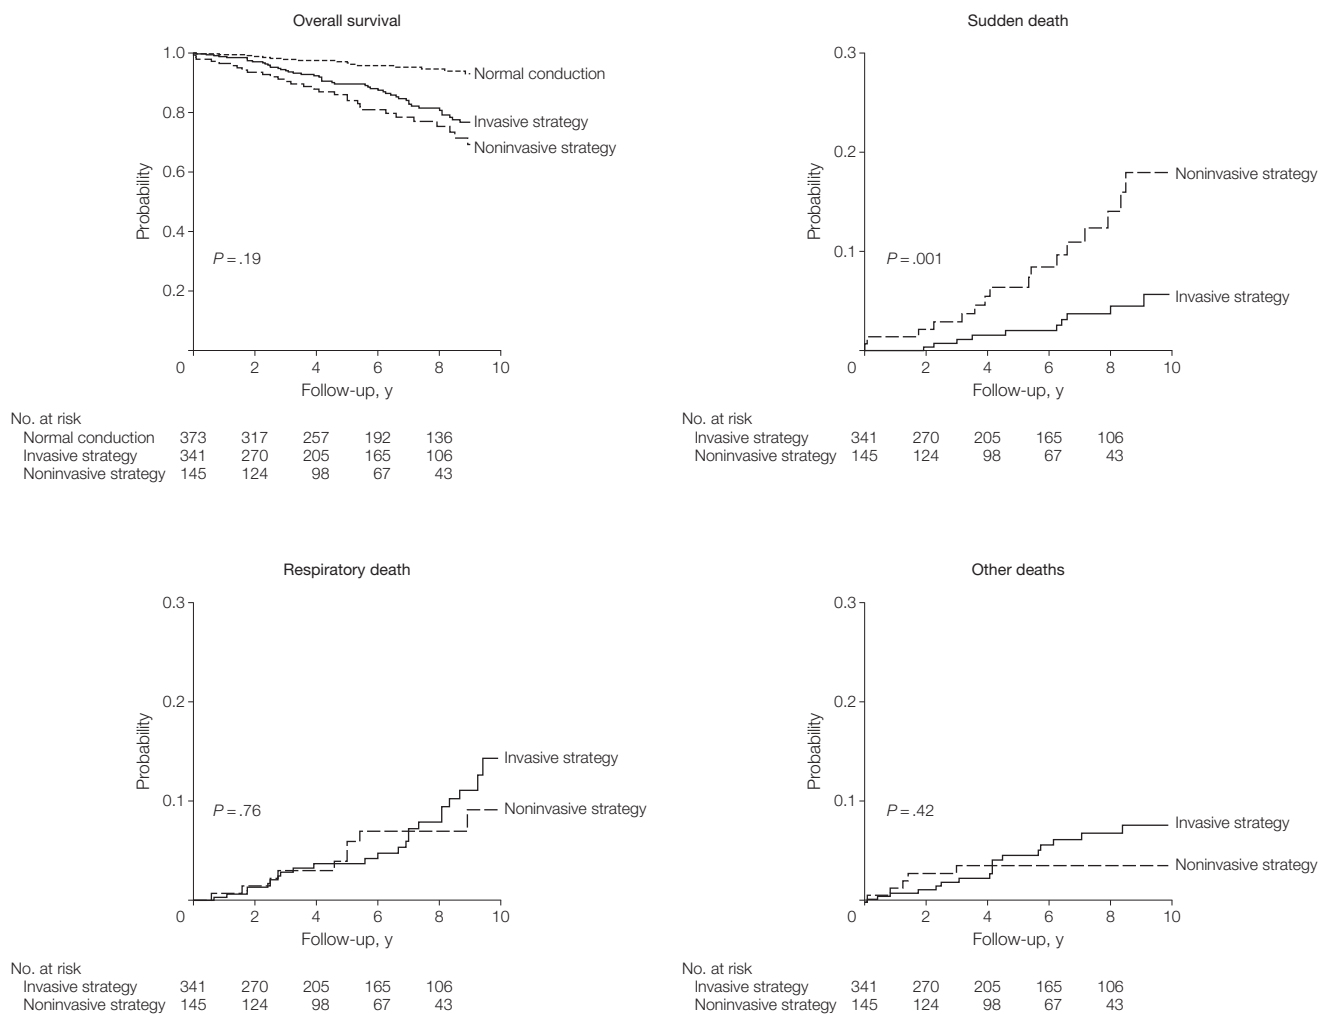 Overall survival
1.0
0.8
0.6
0.4
0.2
Probability
P = .19
Normal conduction
Invasive strategy
Noninvasive strategy
0 2 4 6 8 10
Follow-up, y
No. at risk
Normal conduction 373 317 257 192 136
Invasive strategy 341 270 205 165 106
Noninvasive strategy 145 124 98 67 43
Sudden death
0.3
0.2
0.1
Probability
P = .001
Noninvasive strategy
Invasive strategy
0 2 4 6 8 10
Follow-up, y
No. at risk
Invasive strategy 341 270 205 165 106
Noninvasive strategy 145 124 98 67 43
Respiratory death
0.3
0.2
0.1
Probability
P = .76
Invasive strategy
Noninvasive strategy
0 2 4 6 8 10
Follow-up, y
No. at risk
Invasive strategy 341 270 205 165 106
Noninvasive strategy 145 124 98 67 43
Other deaths
0.3
0.2
0.1
Probability
P = .42
Invasive strategy
Noninvasive strategy
0 2 4 6 8 10
Follow-up, y
No. at risk
Invasive strategy 341 270 205 165 106
Noninvasive strategy 145 124 98 67 43